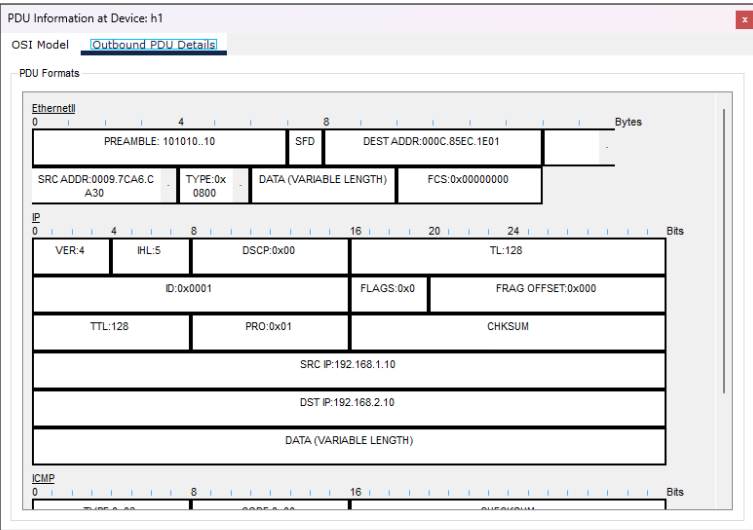 PDU Information at Device: h1
x
OSI Model Outbound PDU Details
PDU Formats
EthernetII
0 4 8 Bytes
PREAMBLE: 101010..10 SFD DEST ADDR:000C.85EC.1E01
SRC ADDR:0009.7CA6.C TYPE:0x DATA (VARIABLE LENGTH) FCS:0x00000000
A30 0800
IP
0 4 8 16 20 24 Bits
VER:4 IHL:5 DSCP:0x00 TL:128
ID:0x0001 FLAGS:0x0 FRAG OFFSET:0x000
TTL:128 PRO:0x01 CHKSUM
SRC IP:192.168.1.10
DST IP:192.168.2.10
DATA (VARIABLE LENGTH)
ICMP
0 8 16 Bits